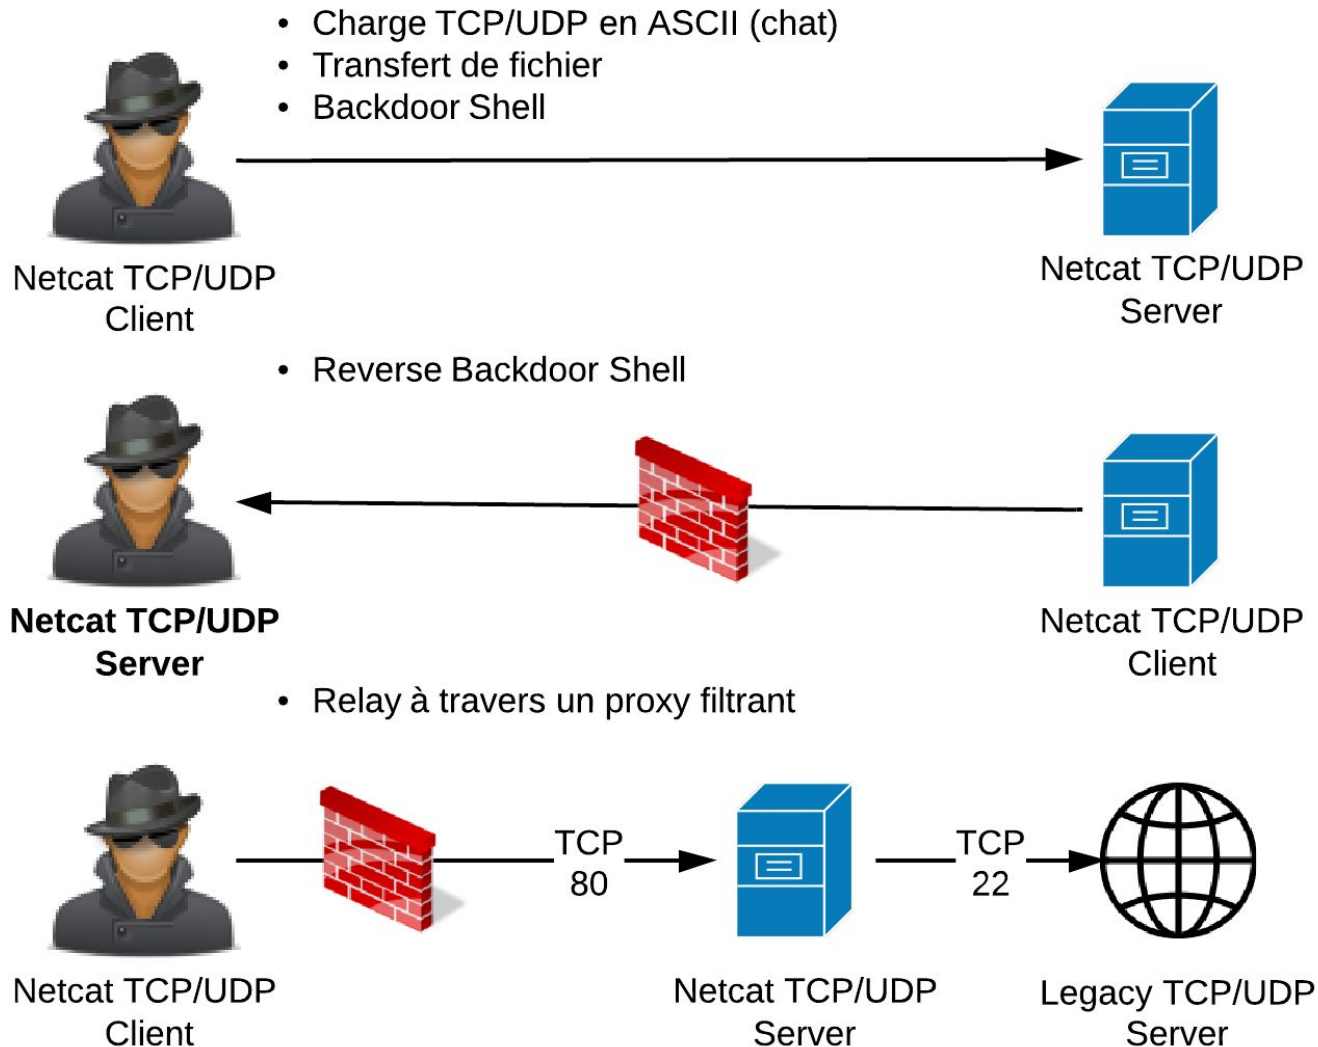 • Charge TCP/UDP en ASCII (chat)
• Transfert de fichier
• Backdoor Shell
Netcat TCP/UDP
Client
Netcat TCP/UDP
Server
• Reverse Backdoor Shell
Netcat TCP/UDP
Server
Netcat TCP/UDP
Client
• Relay à travers un proxy filtrant
TCP
80
TCP
22
Netcat TCP/UDP
Client
Netcat TCP/UDP
Server
Legacy TCP/UDP
Server